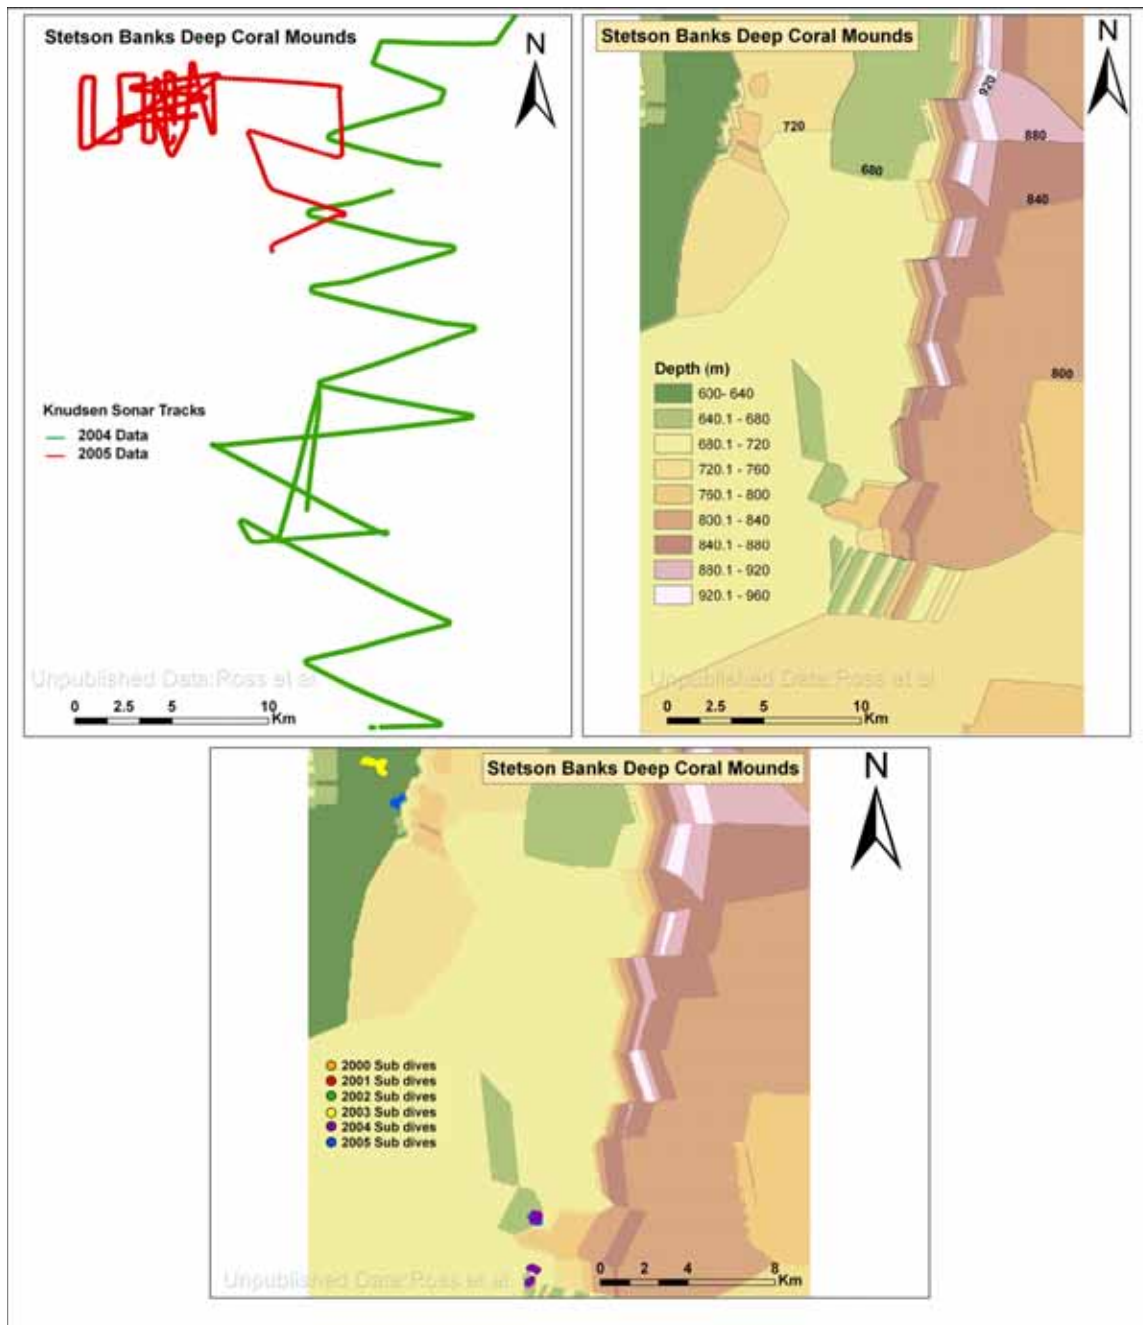 Stetson Banks Deep Coral Mounds
N
Knudsen Sonar Tracks
2004 Data
2005 Data
Unpublished Data:Ross et al
0 2.5 5 10
Km
Stetson Banks Deep Coral Mounds
N
920
720
880
680
840
800
Depth (m)
600- 640
640.1 - 680
680.1 - 720
720.1 - 760
760.1 - 800
800.1 - 840
840.1 - 880
880.1 - 920
920.1 - 960
Unpublished Data:Ross et al
0 2.5 5 10
Km
Stetson Banks Deep Coral Mounds
N
2000 Sub dives
2001 Sub dives
2002 Sub dives
2003 Sub dives
2004 Sub dives
2005 Sub dives
Unpublished Data:Ross et al
0 2 4 8
Km